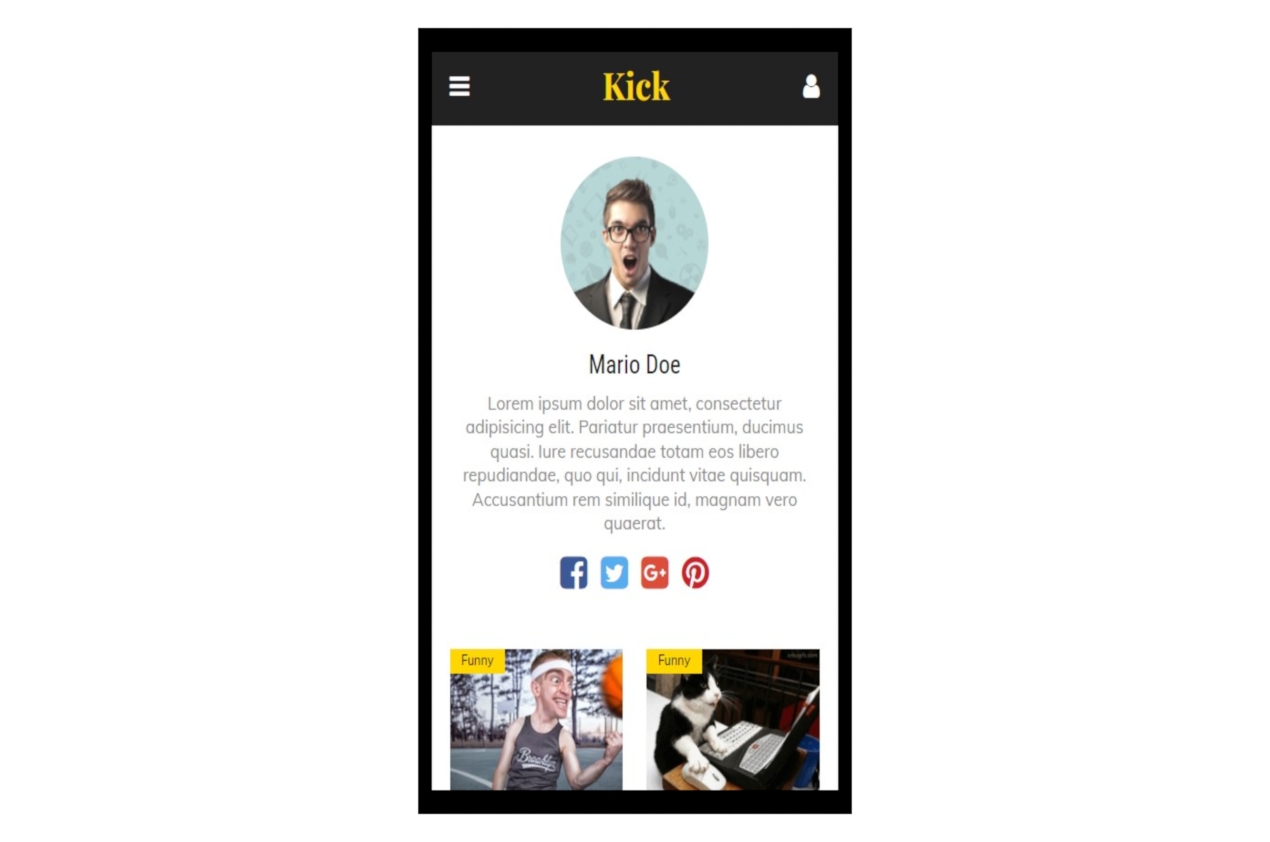 Kick
Mario Doe
Lorem ipsum dolor sit amet, consectetur
adipisicing elit. Pariatur praesentium, ducimus
quasi. Iure recusandae totam eos libero
repudiandae, quo qui, incidunt vitae quisquam.
Accusantium rem similique id, magnam vero
quaerat.
G+
Funny
Funny